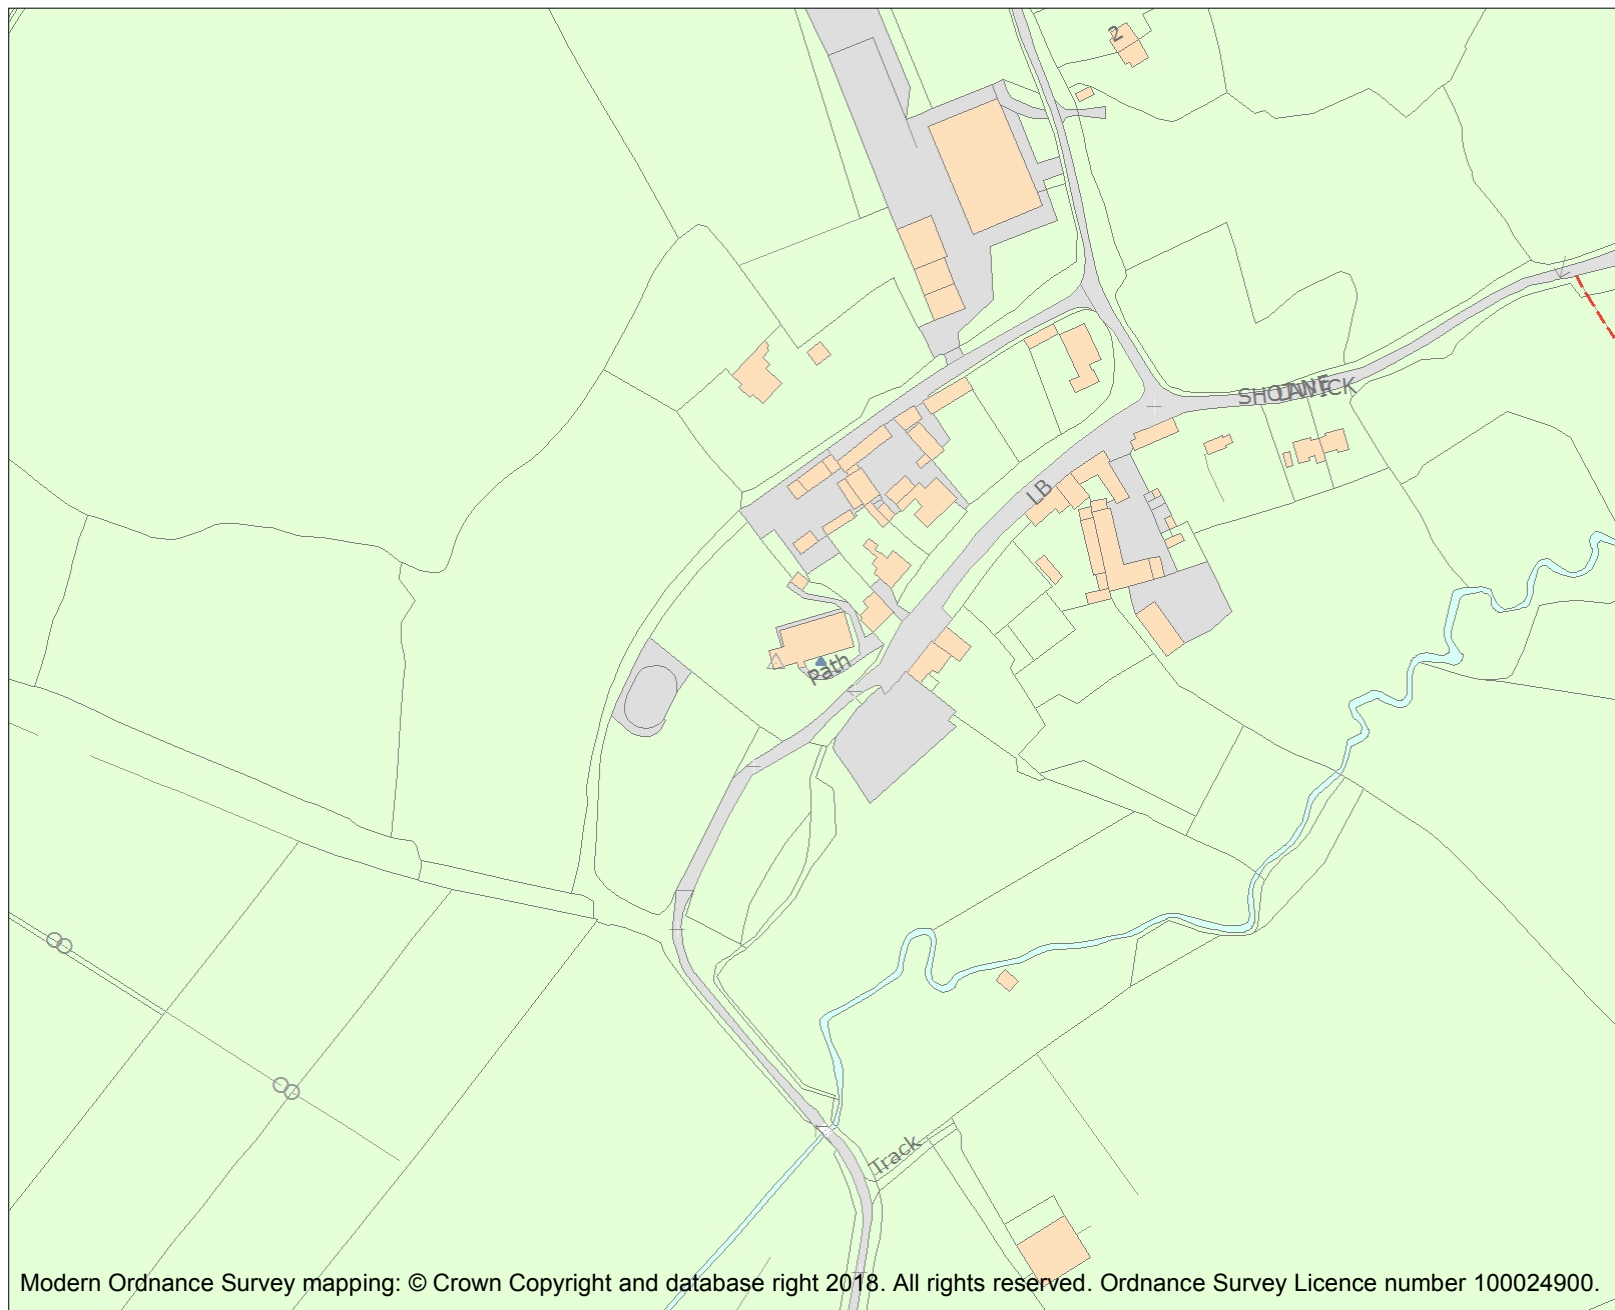 2
SHOTWICK
LANE
LB
Path
Track
Modern Ordnance Survey mapping: © Crown Copyright and database right 2018. All rights reserved. Ordnance Survey Licence number 100024900.